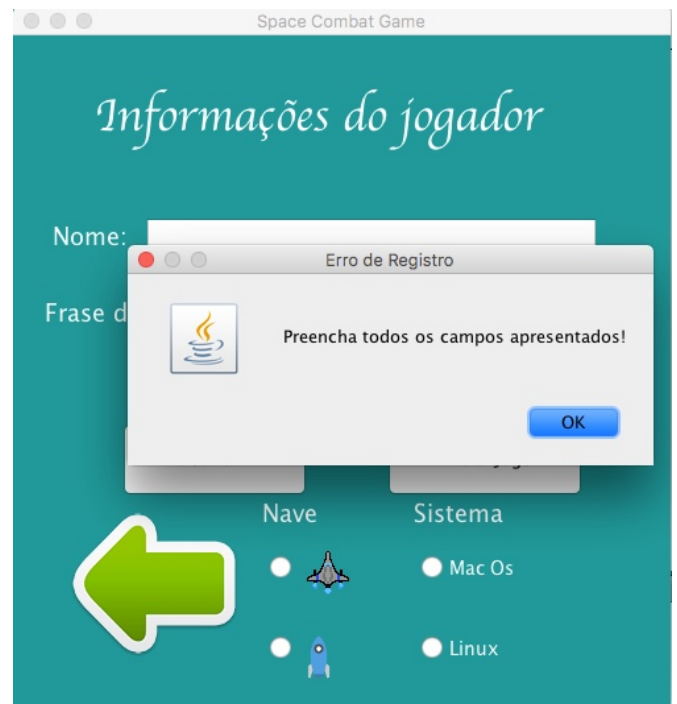 Space Combat Game
Informações do jogador
Nome:
Erro de Registro
Frase d
Preencha todos os campos apresentados!
OK
Nave Sistema
Mac Os
Linux